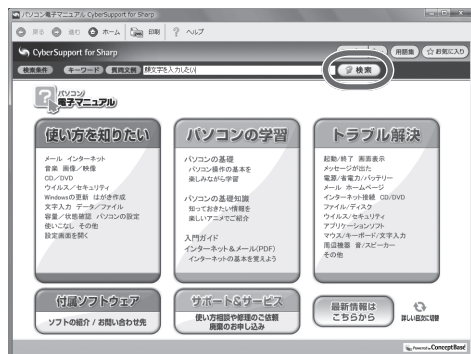 パソコン電子マニュアル CyberSupport for Sharp
戻る 進む ホーム 印刷 ヘルプ
CyberSupport for Sharp
用語集 お気に入り
検索条件 キーワード 質問文例 顔文字を入力したい 検索
パソコン
電子マニュアル
使い方を知りたい
メール インターネット
音楽 画像/映像
CD/DVD
ウイルス/セキュリティ
Windowsの更新 はがき作成
文字入力 データ/ファイル
容量/状態確認 パソコンの設定
使いこなし その他
設定画面を開く
パソコンの学習
パソコンの基礎
パソコン操作の基本を
楽しみながら学習
パソコンの基礎知識
知っておきたい情報を
楽しいアニメでご紹介
入門ガイド
インターネット&メール(PDF)
インターネットの基本を覚えよう
トラブル解決
起動/終了 画面表示
メッセージが出た
電源/省電力/バッテリー
メール ホームページ
インターネット接続 CD/DVD
ファイル/ディスク
ウイルス/セキュリティ
アプリケーションソフト
マウス/キーボード/文字入力
周辺機器 音/スピーカー
その他
付属ソフトウェア
ソフトの紹介 / お問い合わせ先
サポート&サービス
使い方相談や修理のご依頼
廃棄のお申し込み
最新情報は
こちらから
詳しい目次に切替
Powered by ConceptBase